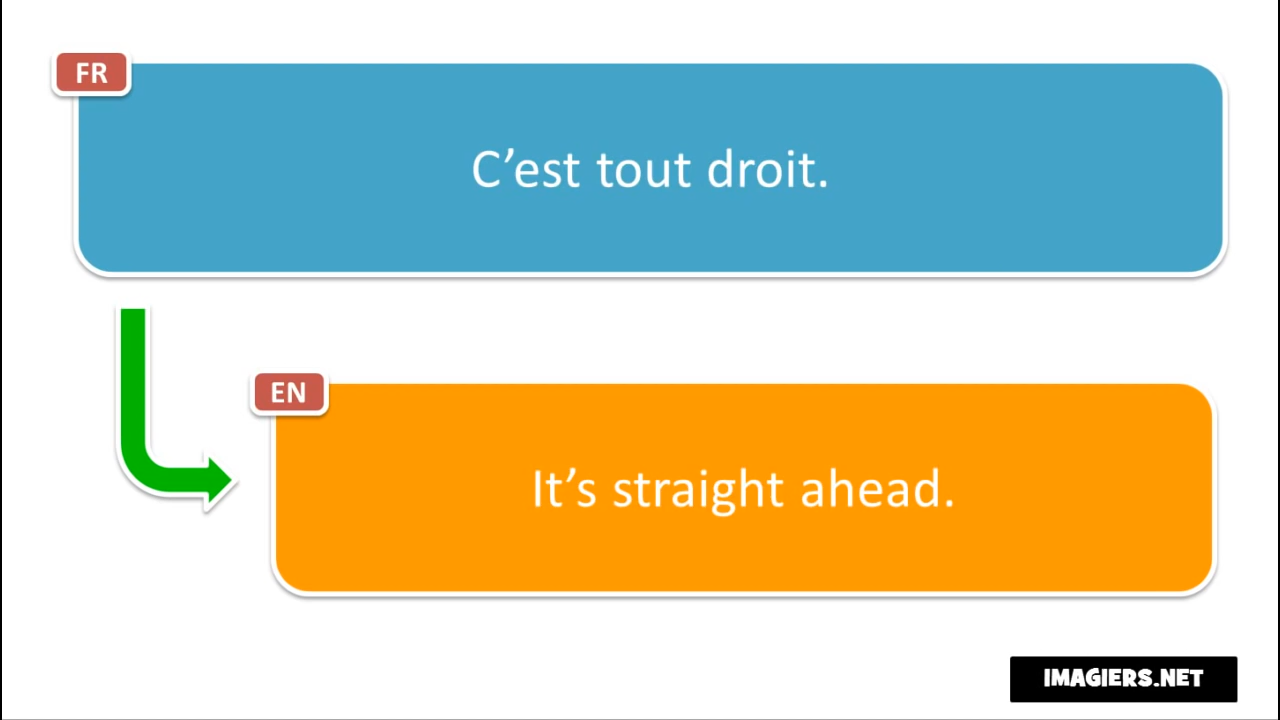 FR
C’est tout droit.
EN
It’s straight ahead.
IMAGIERS.NET